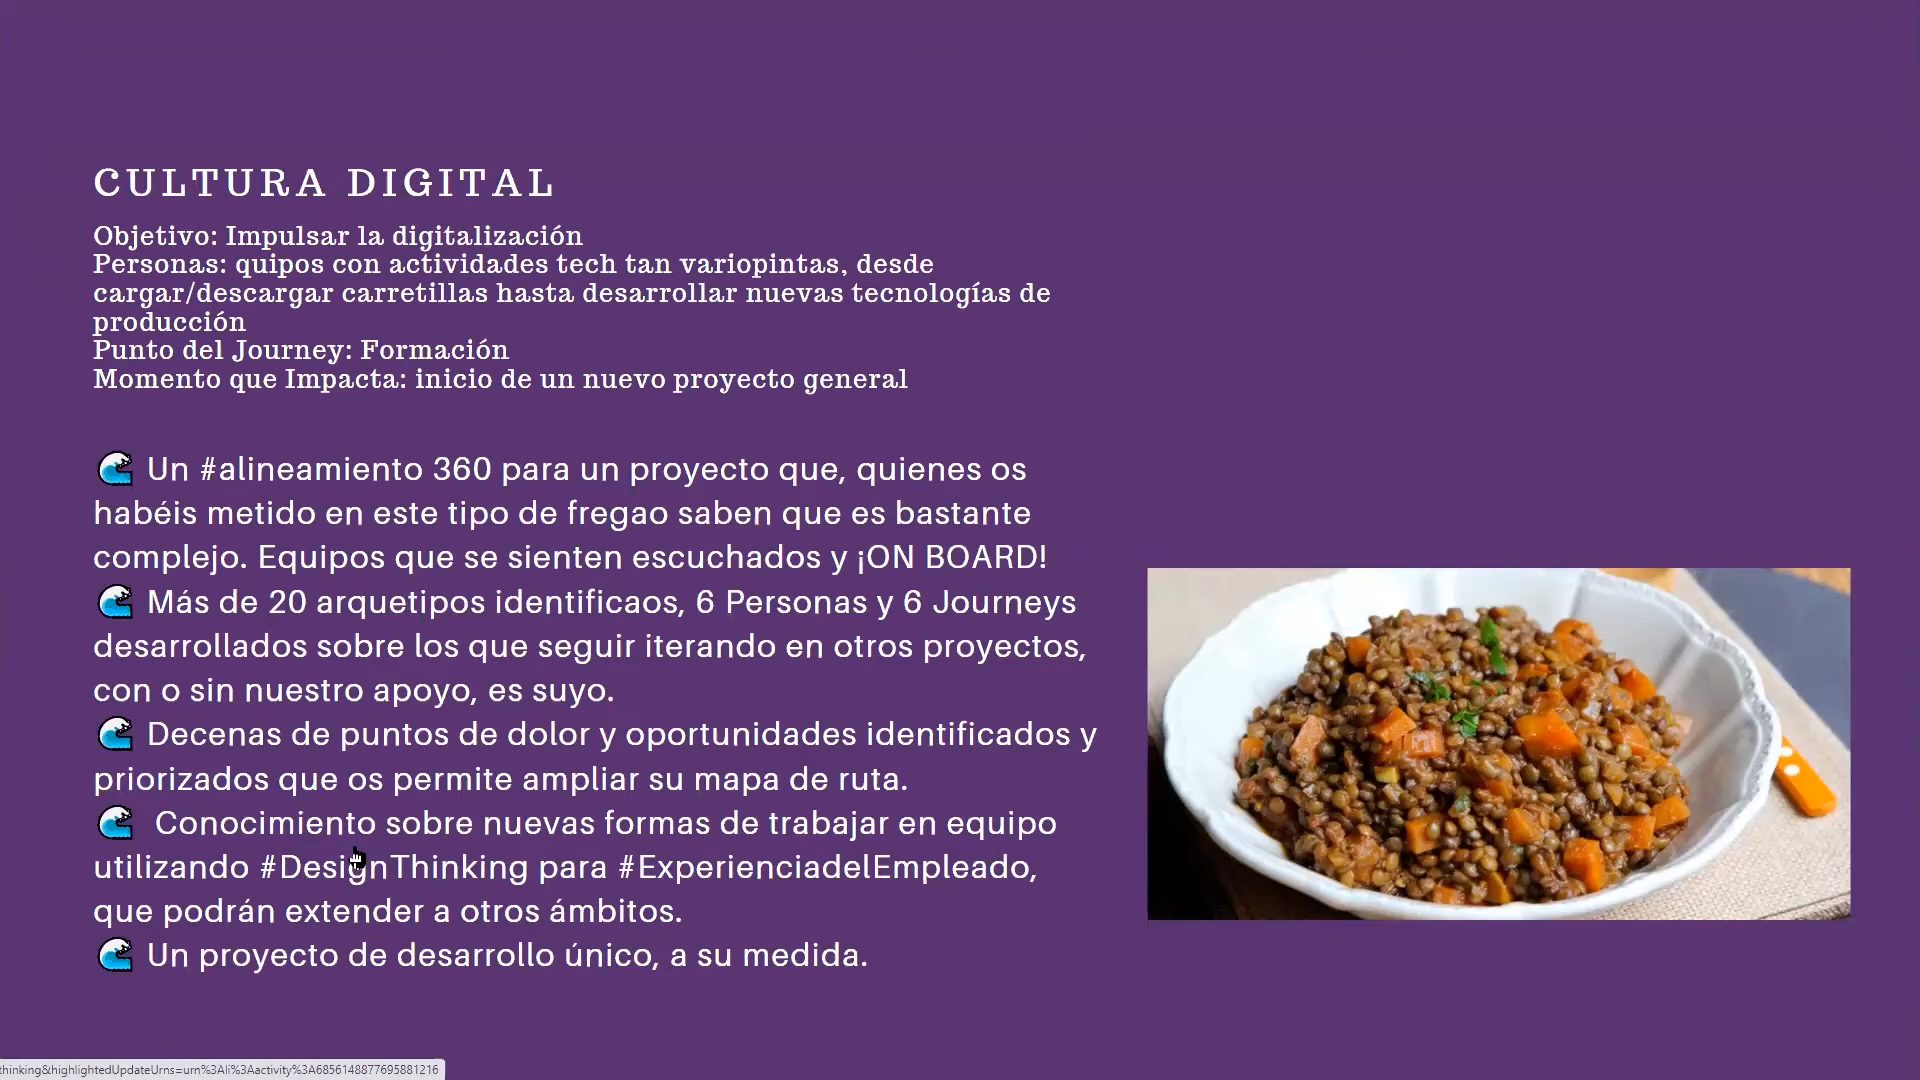 CULTURA DIGITAL
Objetivo: Impulsar la digitalización
Personas: quipos con actividades tech tan variopintas, desde
cargar/descargar carretillas hasta desarrollar nuevas tecnologías de
producción
Punto del Journey: Formación
Momento que Impacta: inicio de un nuevo proyecto general
🌊 Un #alineamiento 360 para un proyecto que, quienes os
habéis metido en este tipo de fregao saben que es bastante
complejo. Equipos que se sienten escuchados y ¡ON BOARD!
🌊 Más de 20 arquetipos identificaos, 6 Personas y 6 Journeys
desarrollados sobre los que seguir iterando en otros proyectos,
con o sin nuestro apoyo, es suyo.
🌊 Decenas de puntos de dolor y oportunidades identificados y
priorizados que os permite ampliar su mapa de ruta.
🌊 Conocimiento sobre nuevas formas de trabajar en equipo
utilizando #DesignThinking para #ExperienciadelEmpleado,
que podrán extender a otros ámbitos.
🌊 Un proyecto de desarrollo único, a su medida.
thinking&highlightedUpdateUrns=urn%3Ali%3Aactivity%3A6856148877695881216